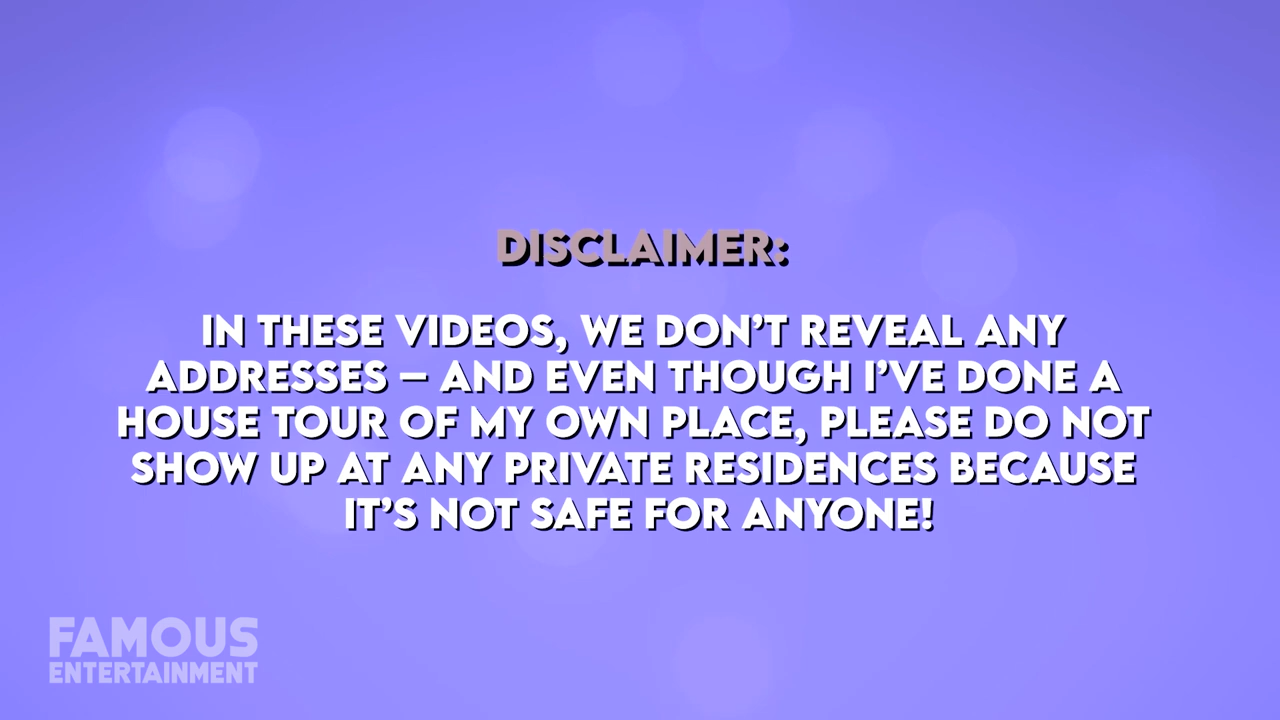 DISCLAIMER:
IN THESE VIDEOS, WE DON'T REVEAL ANY
ADDRESSES – AND EVEN THOUGH I'VE DONE A
HOUSE TOUR OF MY OWN PLACE, PLEASE DO NOT
SHOW UP AT ANY PRIVATE RESIDENCES BECAUSE
IT'S NOT SAFE FOR ANYONE!
FAMOUS
ENTERTAINMENT